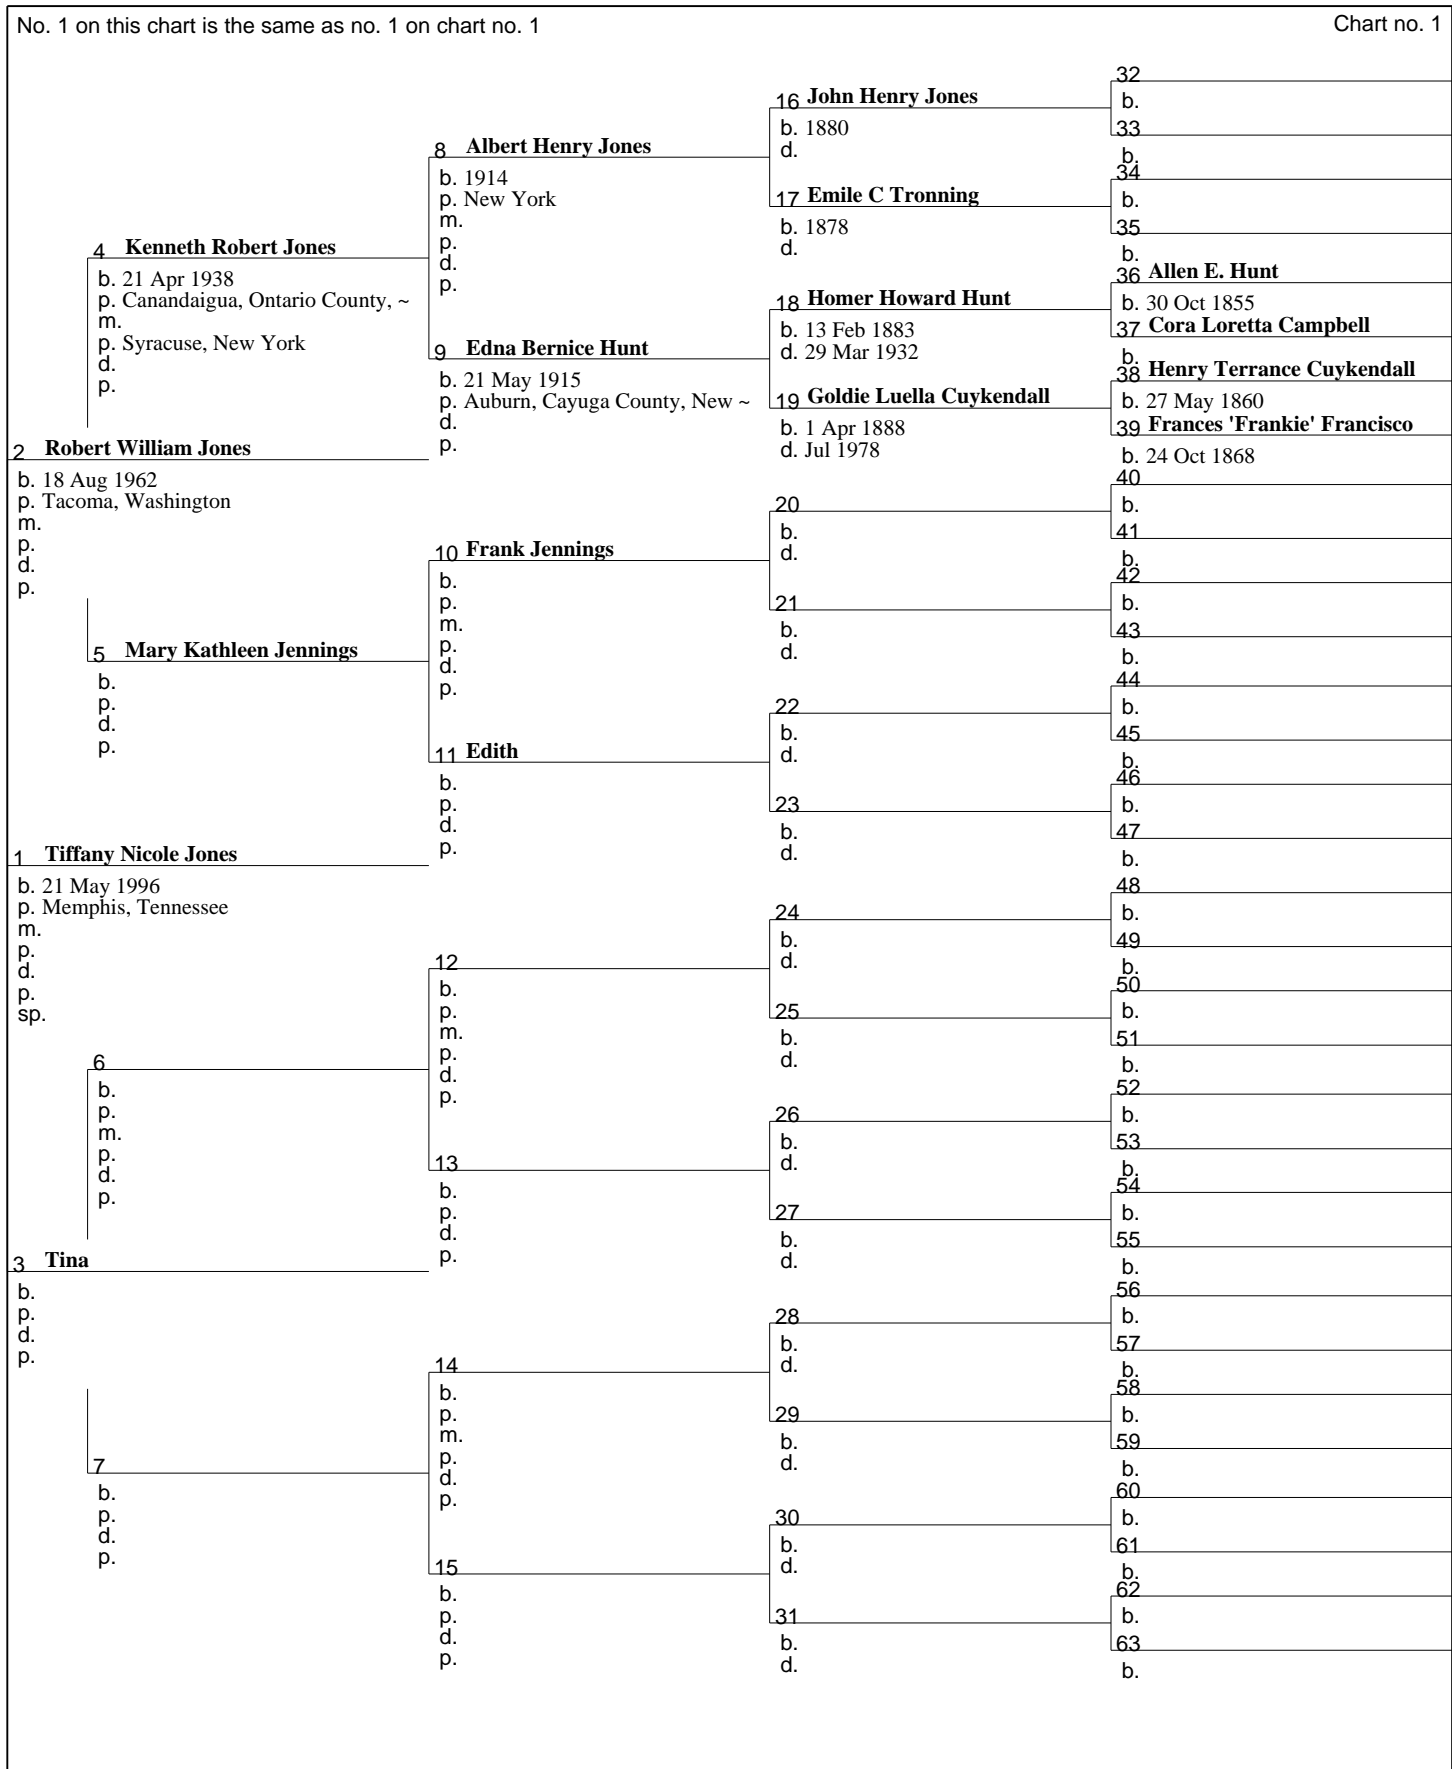 No. 1 on this chart is the same as no. 1 on chart no. 1
Chart no. 1
1 Tiffany Nicole Jones
b. 21 May 1996
p. Memphis, Tennessee
m.
p.
d.
p.
sp.
2 Robert William Jones
b. 18 Aug 1962
p. Tacoma, Washington
m.
p.
d.
p.
3 Tina
b.
p.
d.
p.
4 Kenneth Robert Jones
b. 21 Apr 1938
p. Canandaigua, Ontario County, ~
m.
p. Syracuse, New York
d.
p.
5 Mary Kathleen Jennings
b.
p.
d.
p.
6
b.
p.
m.
p.
d.
p.
7
b.
p.
d.
p.
8 Albert Henry Jones
b. 1914
p. New York
m.
p.
d.
p.
9 Edna Bernice Hunt
b. 21 May 1915
p. Auburn, Cayuga County, New ~
d.
p.
10 Frank Jennings
b.
p.
m.
p.
d.
p.
11 Edith
b.
p.
d.
p.
12
b.
p.
m.
p.
d.
p.
13
b.
p.
d.
p.
14
b.
p.
m.
p.
d.
p.
15
b.
p.
d.
p.
16 John Henry Jones
b. 1880
d.
17 Emile C Tronning
b. 1878
d.
18 Homer Howard Hunt
b. 13 Feb 1883
d. 29 Mar 1932
19 Goldie Luella Cuykendall
b. 1 Apr 1888
d. Jul 1978
20
b.
d.
21
b.
d.
22
b.
d.
23
b.
d.
24
b.
d.
25
b.
d.
26
b.
d.
27
b.
d.
28
b.
d.
29
b.
d.
30
b.
d.
31
b.
d.
32
b.
33
b.
34
b.
35
b.
36 Allen E. Hunt
b. 30 Oct 1855
37 Cora Loretta Campbell
b.
38 Henry Terrance Cuykendall
b. 27 May 1860
39 Frances 'Frankie' Francisco
b. 24 Oct 1868
40
b.
41
b.
42
b.
43
b.
44
b.
45
b.
46
b.
47
b.
48
b.
49
b.
50
b.
51
b.
52
b.
53
b.
54
b.
55
b.
56
b.
57
b.
58
b.
59
b.
60
b.
61
b.
62
b.
63
b.